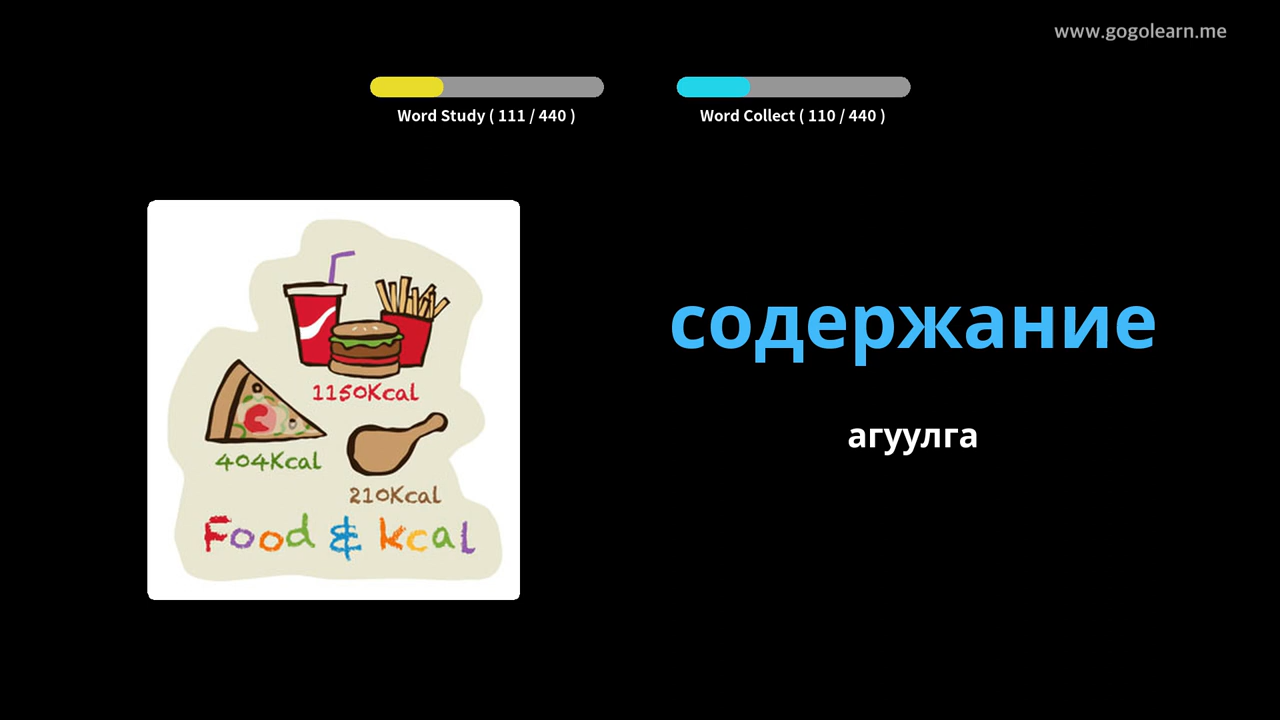 www.gogolearn.me
Word Study ( 111 / 440 )
Word Collect ( 110 / 440 )
1150Kcal
404Kcal
210Kcal
Food & kcal
содержание
агуулга